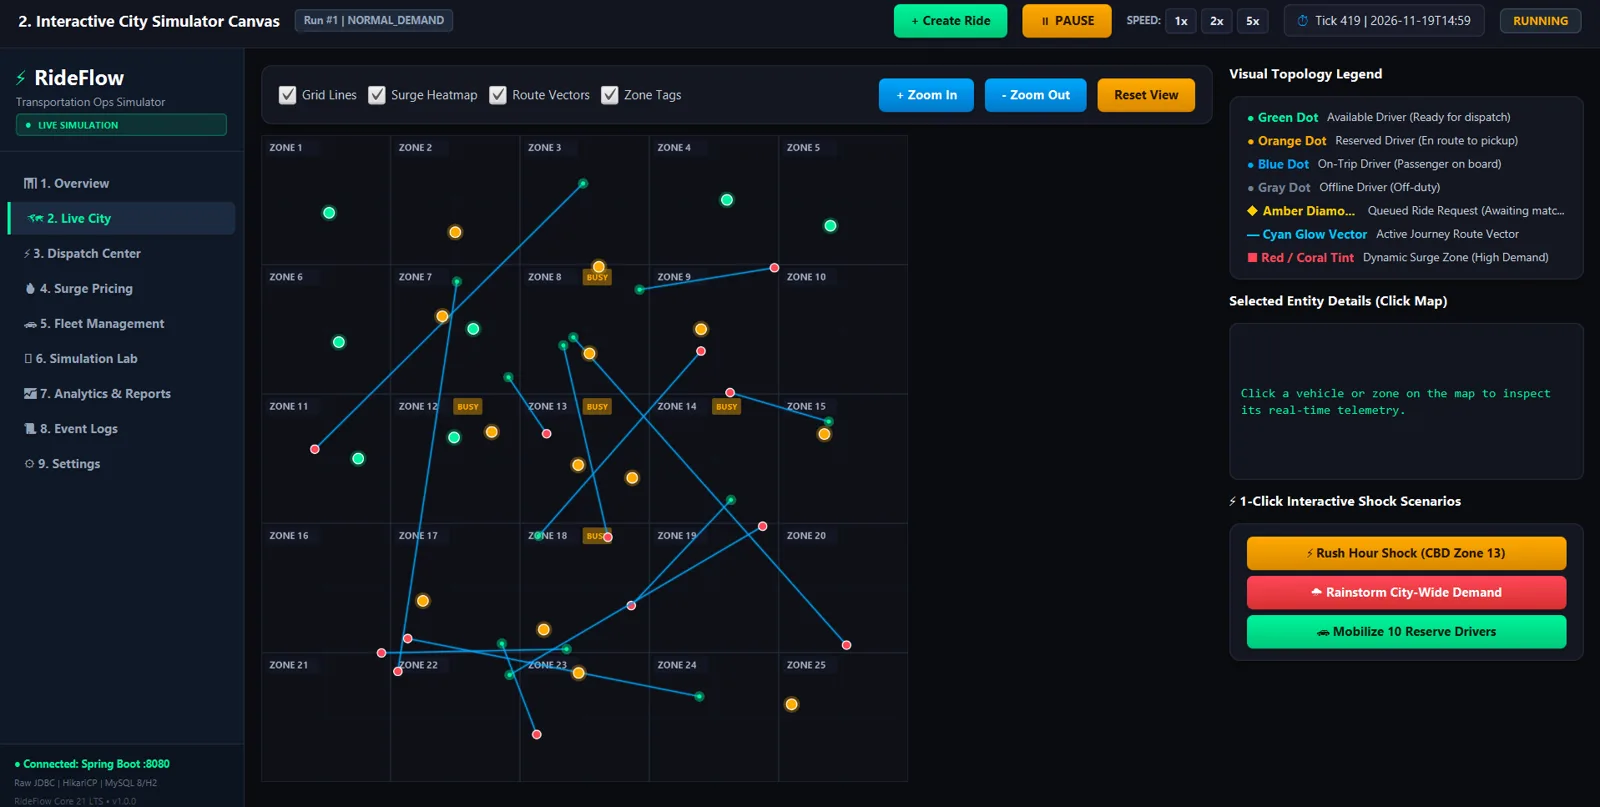 2. Interactive City Simulator Canvas
Run #1 | NORMAL_DEMAND
+ Create Ride
PAUSE
SPEED:
1x
2x
5x
Tick 419 | 2026-11-19T14:59
RUNNING
RideFlow
Transportation Ops Simulator
LIVE SIMULATION
1. Overview
2. Live City
3. Dispatch Center
4. Surge Pricing
5. Fleet Management
6. Simulation Lab
7. Analytics & Reports
8. Event Logs
9. Settings
Connected: Spring Boot :8080
Raw JDBC | HikariCP | MySQL 8/H2
RideFlow Core 21 LTS • v1.0.0
Grid Lines
Surge Heatmap
Route Vectors
Zone Tags
+ Zoom In
- Zoom Out
Reset View
ZONE 1
ZONE 2
ZONE 3
ZONE 4
ZONE 5
ZONE 6
ZONE 7
ZONE 8
BUSY
ZONE 9
ZONE 10
ZONE 11
ZONE 12
BUSY
ZONE 13
BUSY
ZONE 14
BUSY
ZONE 15
ZONE 16
ZONE 17
ZONE 18
BUSY
ZONE 19
ZONE 20
ZONE 21
ZONE 22
ZONE 23
ZONE 24
ZONE 25
Visual Topology Legend
Green Dot Available Driver (Ready for dispatch)
Orange Dot Reserved Driver (En route to pickup)
Blue Dot On-Trip Driver (Passenger on board)
Gray Dot Offline Driver (Off-duty)
Amber Diamo... Queued Ride Request (Awaiting matc...
Cyan Glow Vector Active Journey Route Vector
Red / Coral Tint Dynamic Surge Zone (High Demand)
Selected Entity Details (Click Map)
Click a vehicle or zone on the map to inspect
its real-time telemetry.
1-Click Interactive Shock Scenarios
Rush Hour Shock (CBD Zone 13)
Rainstorm City-Wide Demand
Mobilize 10 Reserve Drivers